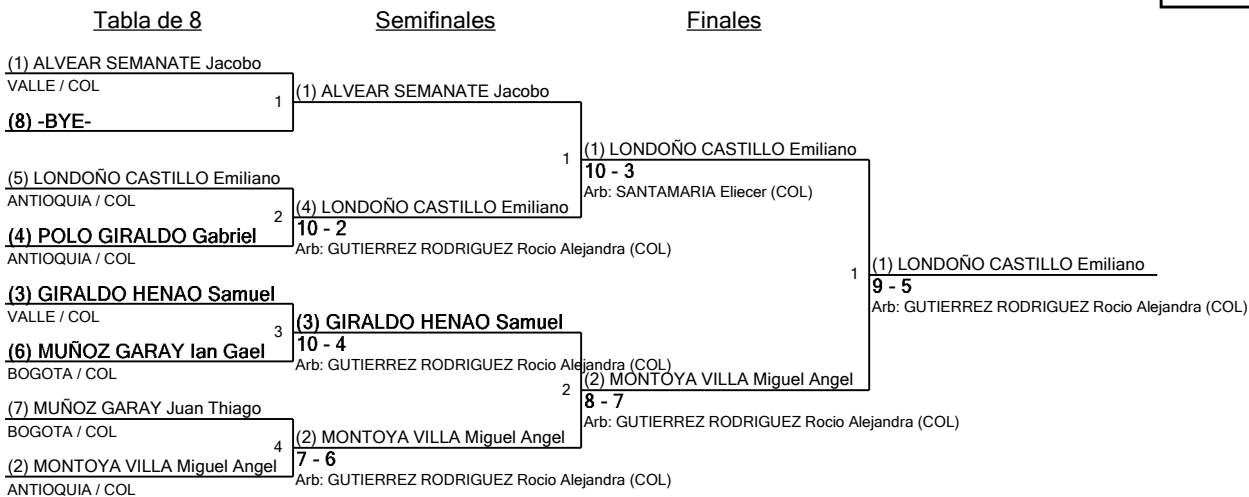 Tabla de 8
Semifinales
Finales
(1) ALVEAR SEMANATE Jacobo
VALLE / COL
1
(8) -BYE-
(5) LONDOÑO CASTILLO Emiliano
ANTIOQUIA / COL
2
(4) POLO GIRALDO Gabriel
ANTIOQUIA / COL
(3) GIRALDO HENAO Samuel
VALLE / COL
3
(6) MUÑOZ GARAY Ian Gael
BOGOTA / COL
(7) MUÑOZ GARAY Juan Thiago
BOGOTA / COL
4
(2) MONTOYA VILLA Miguel Angel
ANTIOQUIA / COL
(1) ALVEAR SEMANATE Jacobo
1
(4) LONDOÑO CASTILLO Emiliano
10 - 2
Arb: GUTIERREZ RODRIGUEZ Rocio Alejandra (COL)
(3) GIRALDO HENAO Samuel
10 - 4
Arb: GUTIERREZ RODRIGUEZ Rocio Alejandra (COL)
2
(2) MONTOYA VILLA Miguel Angel
7 - 6
Arb: GUTIERREZ RODRIGUEZ Rocio Alejandra (COL)
(1) LONDOÑO CASTILLO Emiliano
10 - 3
Arb: SANTAMARIA Eliecer (COL)
1
(2) MONTOYA VILLA Miguel Angel
8 - 7
Arb: GUTIERREZ RODRIGUEZ Rocio Alejandra (COL)
(1) LONDOÑO CASTILLO Emiliano
9 - 5
Arb: GUTIERREZ RODRIGUEZ Rocio Alejandra (COL)